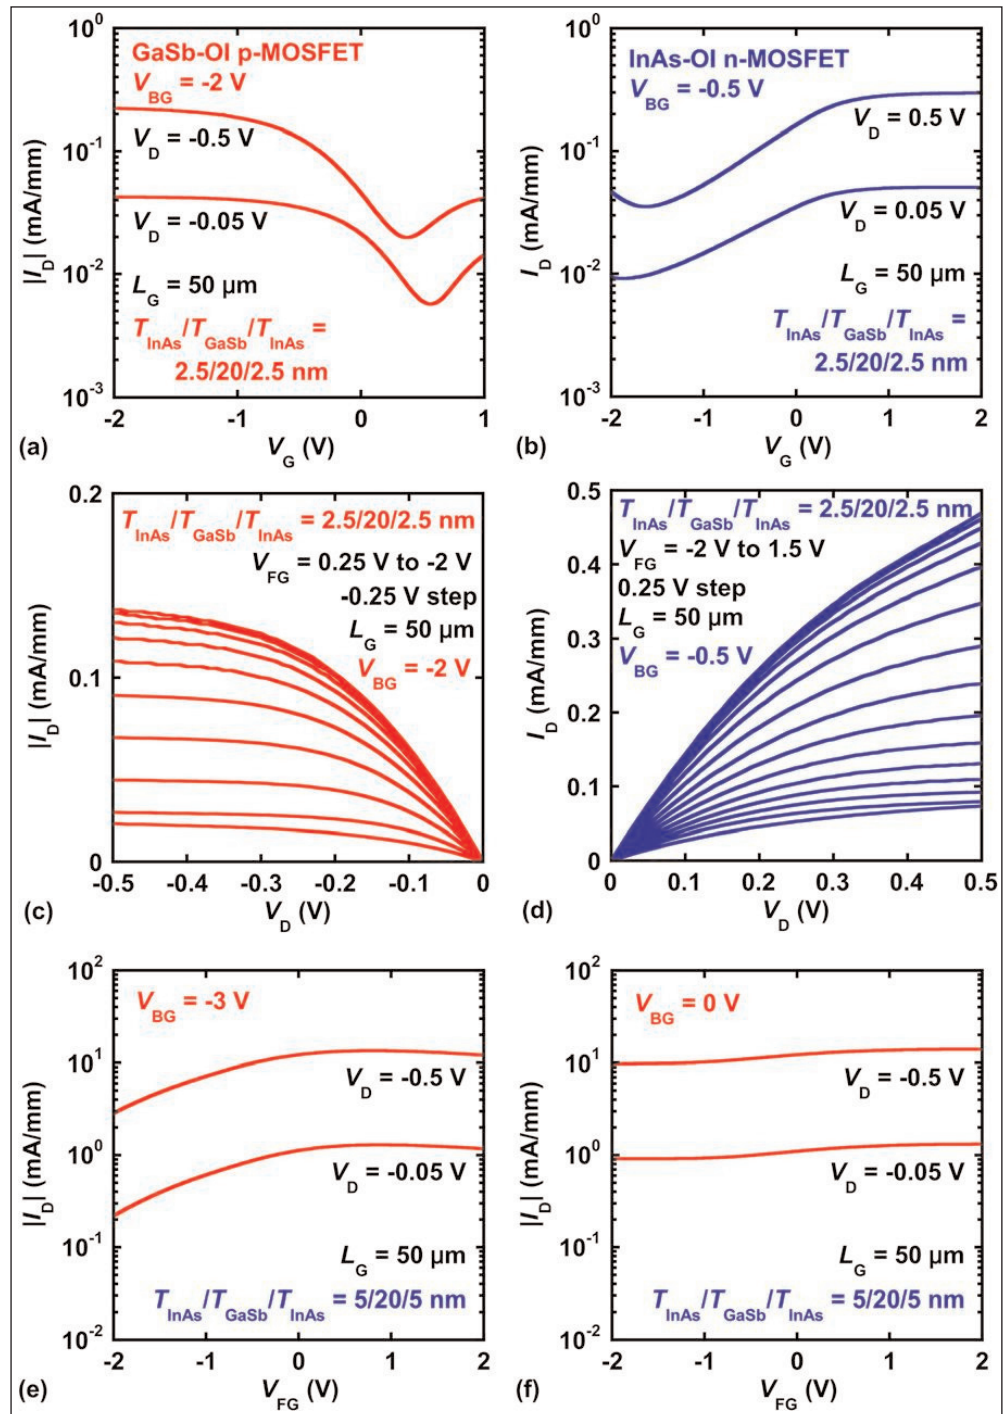 GaSb-OI p-MOSFET
V_BG = -2 V
V_D = -0.5 V
V_D = -0.05 V
L_G = 50 µm
T_InAs/T_GaSb/T_InAs =
2.5/20/2.5 nm
|I_D| (mA/mm)
10^0
10^-1
10^-2
10^-3
-2 -1 0 1
(a) V_G (V)
InAs-OI n-MOSFET
V_BG = -0.5 V
V_D = 0.5 V
V_D = 0.05 V
L_G = 50 µm
T_InAs/T_GaSb/T_InAs =
2.5/20/2.5 nm
I_D (mA/mm)
10^0
10^-1
10^-2
10^-3
-2 -1 0 1
(b) V_G (V)
T_InAs/T_GaSb/T_InAs = 2.5/20/2.5 nm
V_FG = 0.25 V to -2 V
-0.25 V step
L_G = 50 µm
V_BG = -2 V
|I_D| (mA/mm)
0.2
0.1
0
-0.5 -0.4 -0.3 -0.2 -0.1 0
(c) V_D (V)
T_InAs/T_GaSb/T_InAs = 2.5/20/2.5 nm
V_FG = -2 V to 1.5 V
0.25 V step
L_G = 50 µm
V_BG = -0.5 V
I_D (mA/mm)
0.5
0.4
0.3
0.2
0.1
0
0 0.1 0.2 0.3 0.4 0.5
(d) V_D (V)
V_BG = -3 V
V_D = -0.5 V
V_D = -0.05 V
L_G = 50 µm
T_InAs/T_GaSb/T_InAs = 5/20/5 nm
|I_D| (mA/mm)
10^2
10^1
10^0
10^-1
10^-2
-2 -1 0 1 2
(e) V_FG (V)
V_BG = 0 V
V_D = -0.5 V
V_D = -0.05 V
L_G = 50 µm
T_InAs/T_GaSb/T_InAs = 5/20/5 nm
|I_D| (mA/mm)
10^2
10^1
10^0
10^-1
10^-2
-2 -1 0 1 2
(f) V_FG (V)